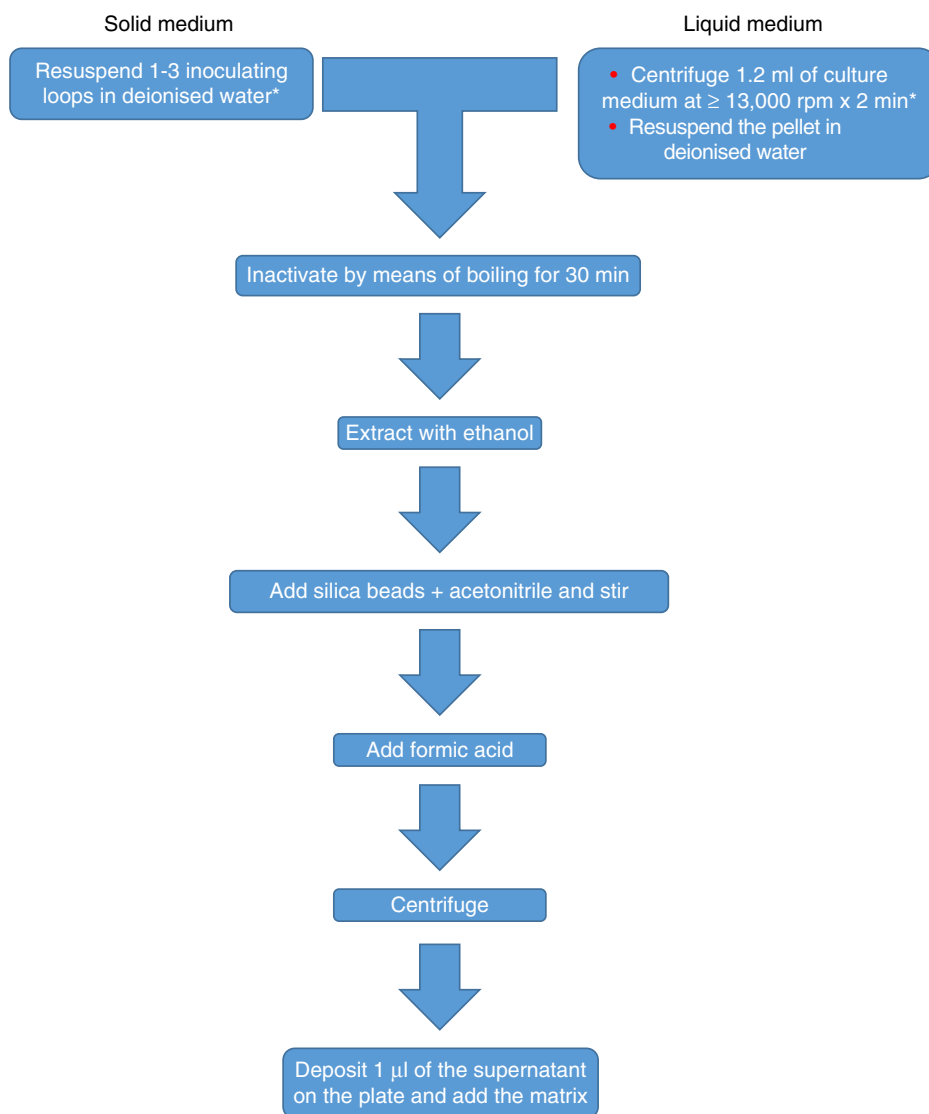 Solid medium
Liquid medium
Resuspend 1-3 inoculating
loops in deionised water*
• Centrifuge 1.2 ml of culture
medium at ≥ 13,000 rpm x 2 min*
• Resuspend the pellet in
deionised water
Inactivate by means of boiling for 30 min
Extract with ethanol
Add silica beads + acetonitrile and stir
Add formic acid
Centrifuge
Deposit 1 μl of the supernatant
on the plate and add the matrix